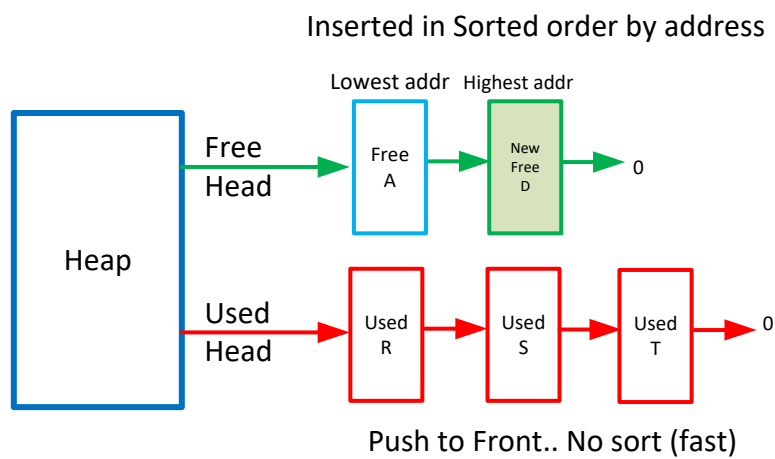 Inserted in Sorted order by address
Lowest addr
Highest addr
Free
Head
Free
A
New
Free
D
0
Heap
Used
Head
Used
R
Used
S
Used
T
0
Push to Front.. No sort (fast)